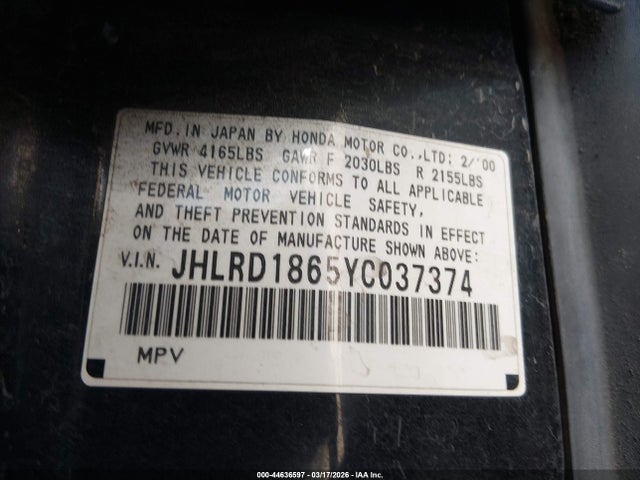 MFD. IN JAPAN BY HONDA MOTOR CO., LTD; 2/'00
GVWR 4165LBS GAWR F 2030LBS R 2155LBS
THIS VEHICLE CONFORMS TO ALL APPLICABLE
FEDERAL MOTOR VEHICLE SAFETY,
AND THEFT PREVENTION STANDARDS IN EFFECT
ON THE DATE OF MANUFACTURE SHOWN ABOVE:
V.I.N. JHLRD1865YC037374
MPV
000-44636597 - 03/17/2026 - IAA Inc.